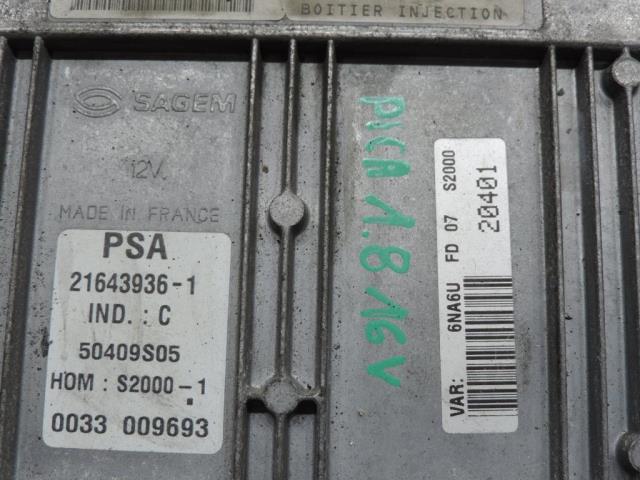 BOITIER INJECTION
SAGEM
12V.
MADE IN FRANCE
PSA
21643936-1
IND. : C
50409S05
HOM : S2000-1
0033 009693
PICA 1.8 16V
VAR: 6NA6U FD 07 S2000
20401